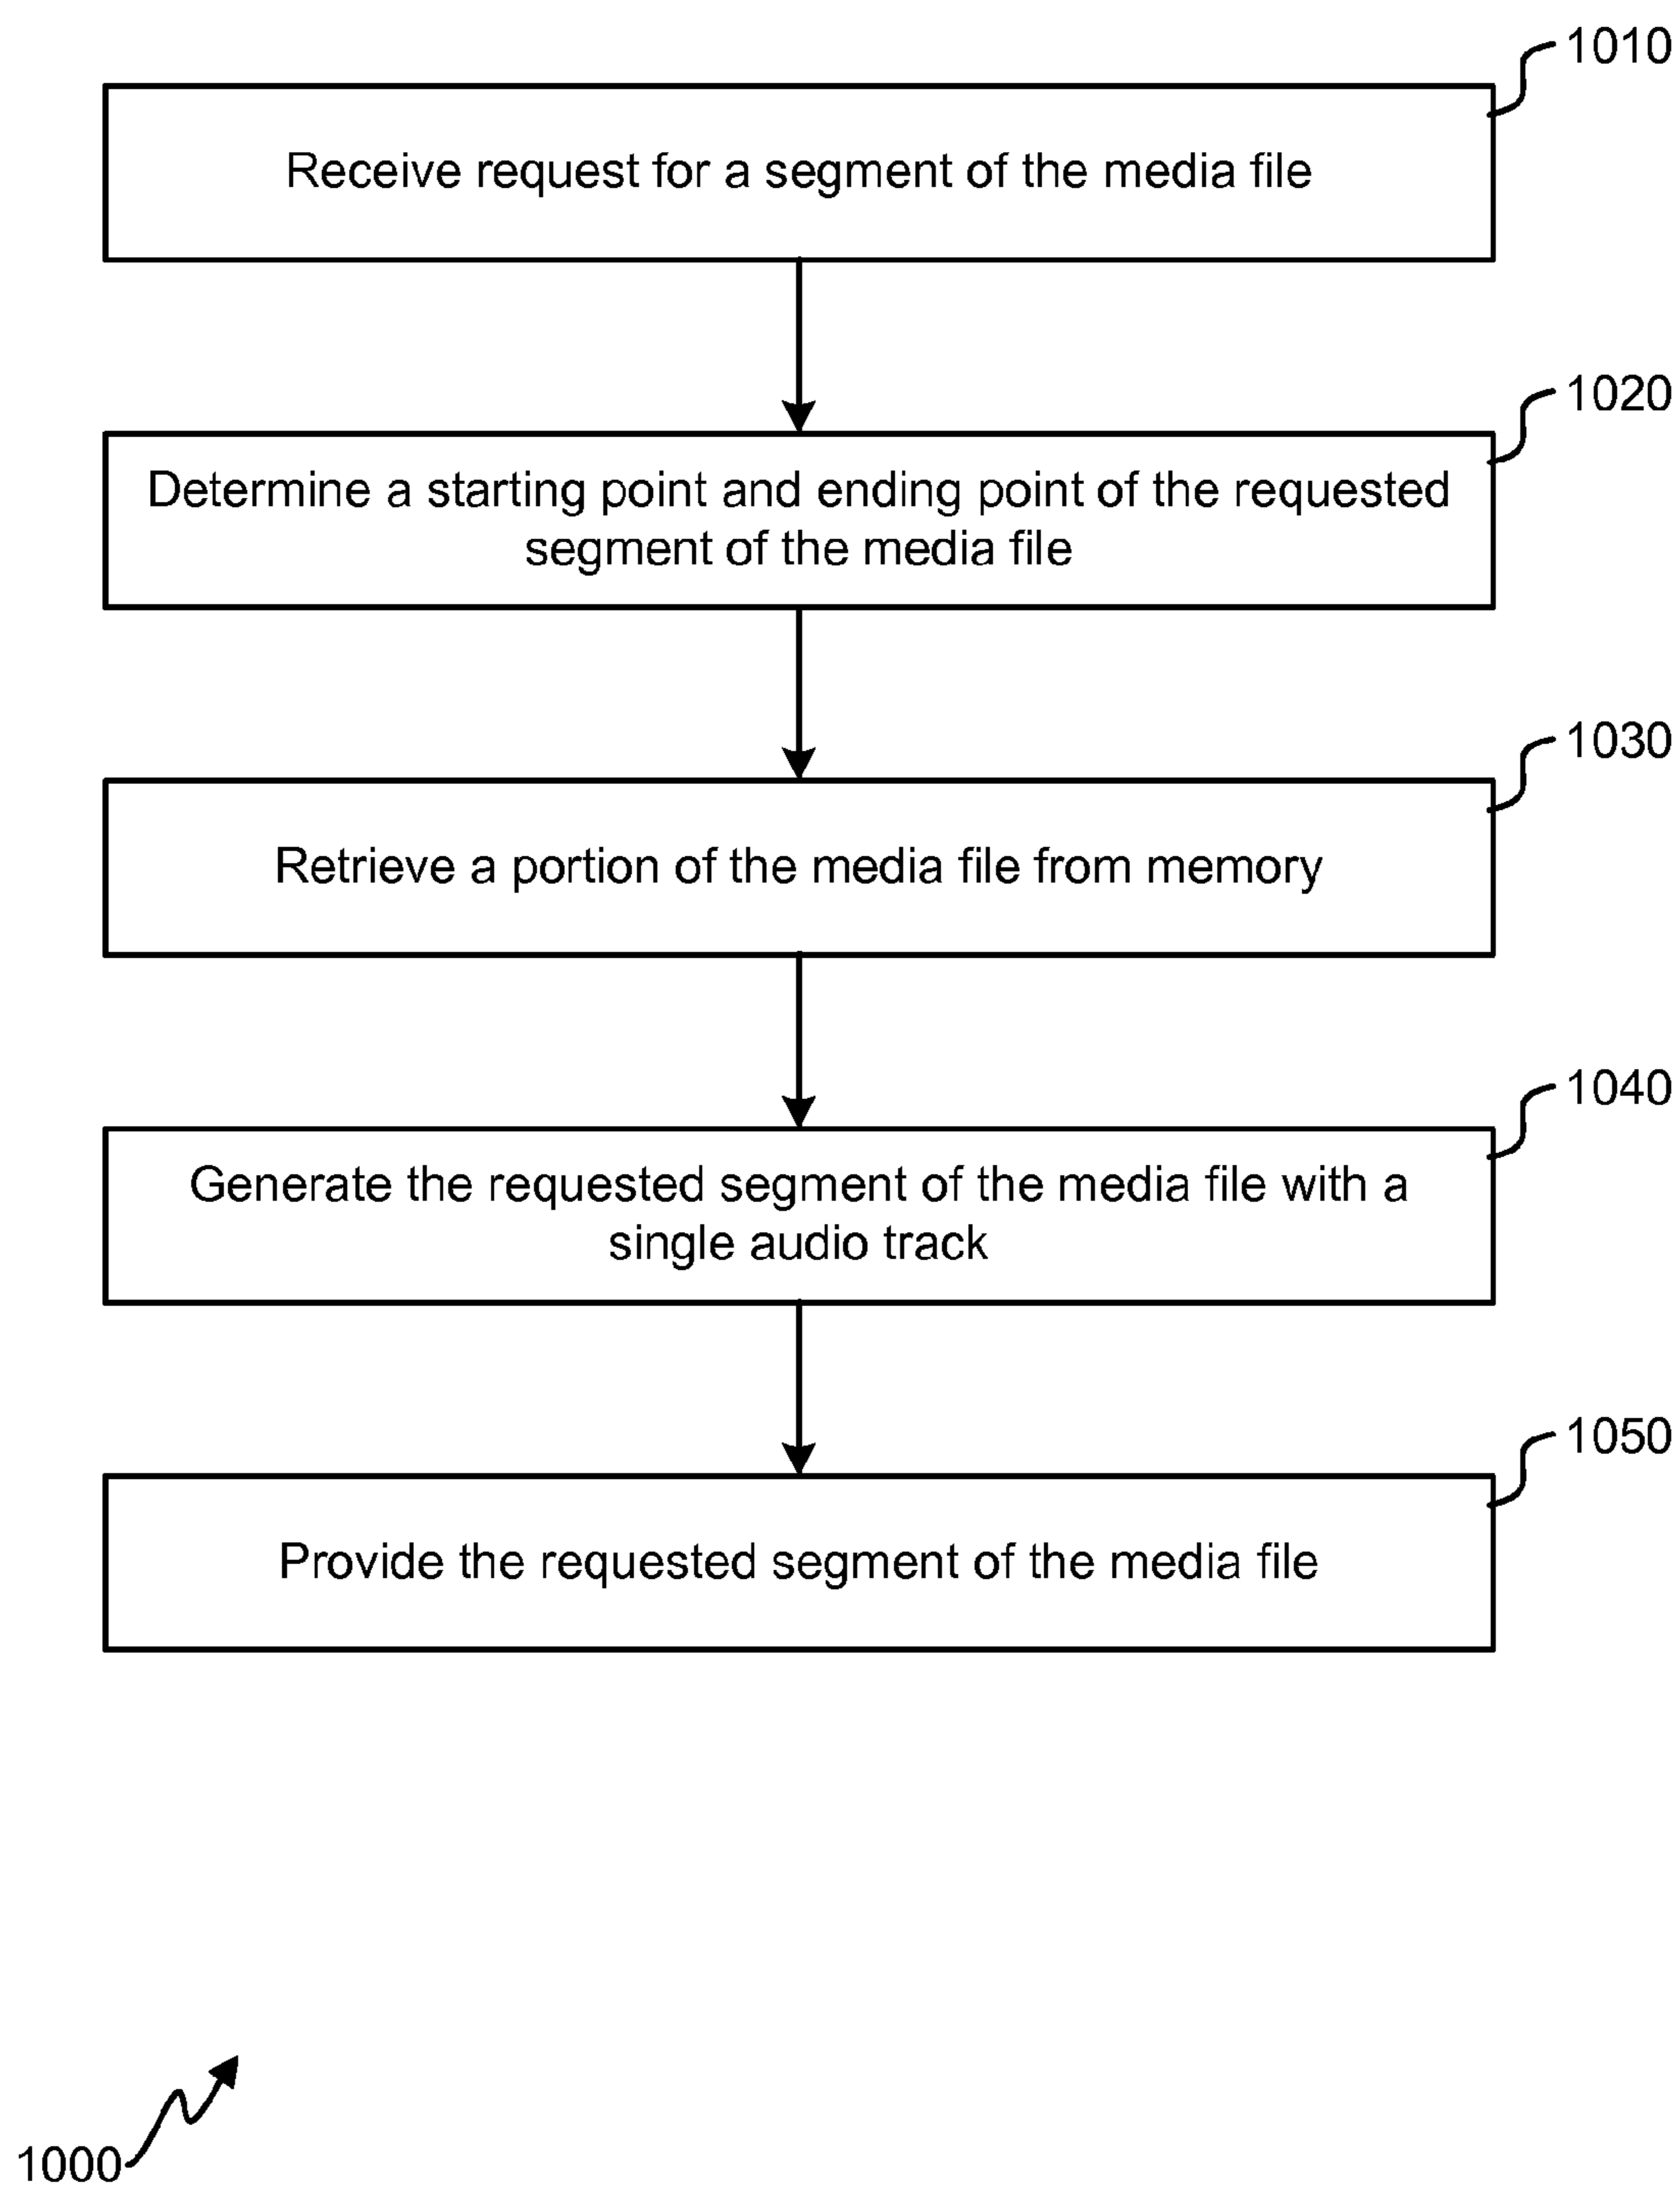 1010
Receive request for a segment of the media file
1020
Determine a starting point and ending point of the requested
segment of the media file
1030
Retrieve a portion of the media file from memory
1040
Generate the requested segment of the media file with a
single audio track
1050
Provide the requested segment of the media file
1000